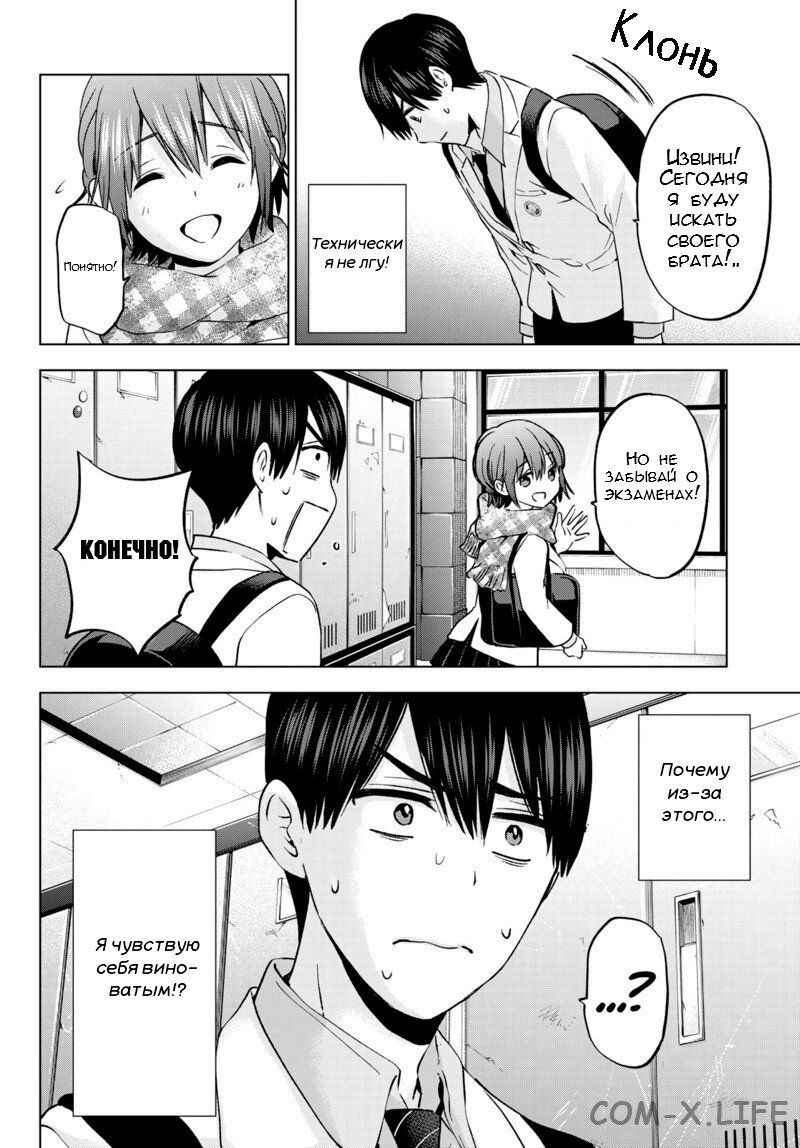 Клонь
Извини!
Сегодня
я буду
искать
своего
брата!..
Технически
я не лгу!
Понятно!
Но не
забывай о
экзаменах!
КОНЕЧНО!
Почему
из-за
этого...
Я чувствую
себя вино-
ватым!?
...?
COM-X.LIFE